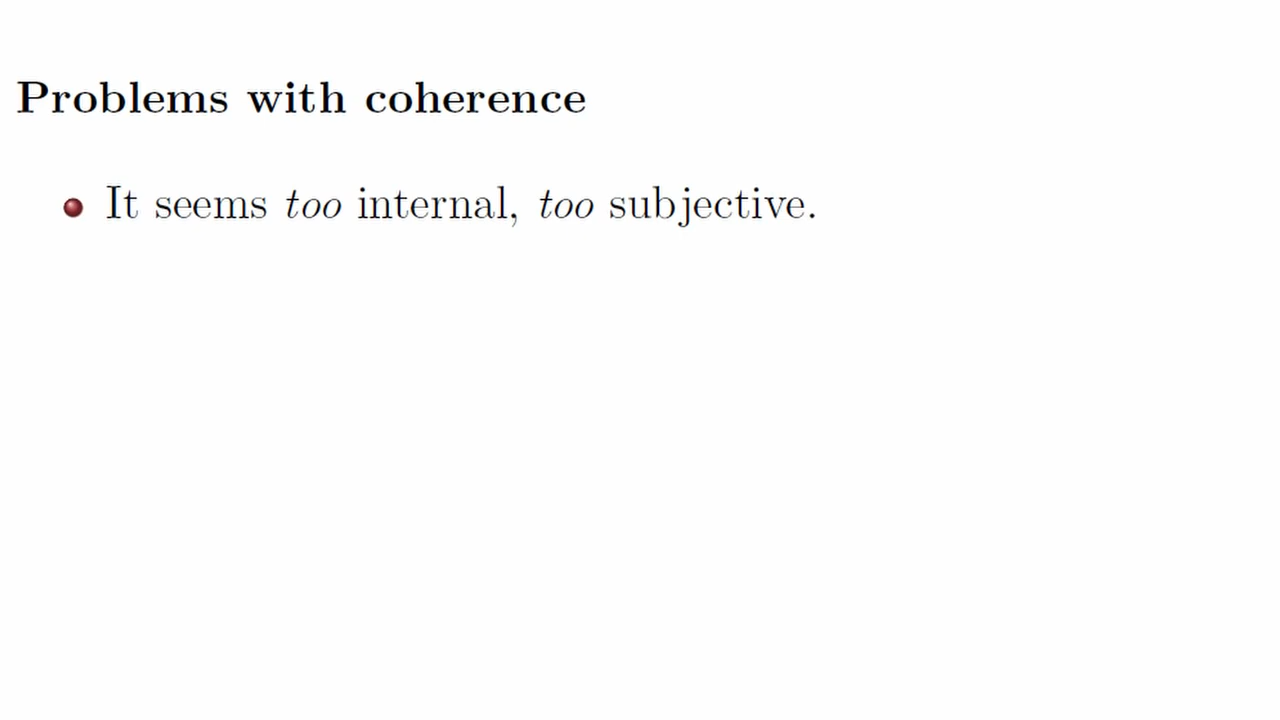 Problems with coherence
It seems too internal, too subjective.